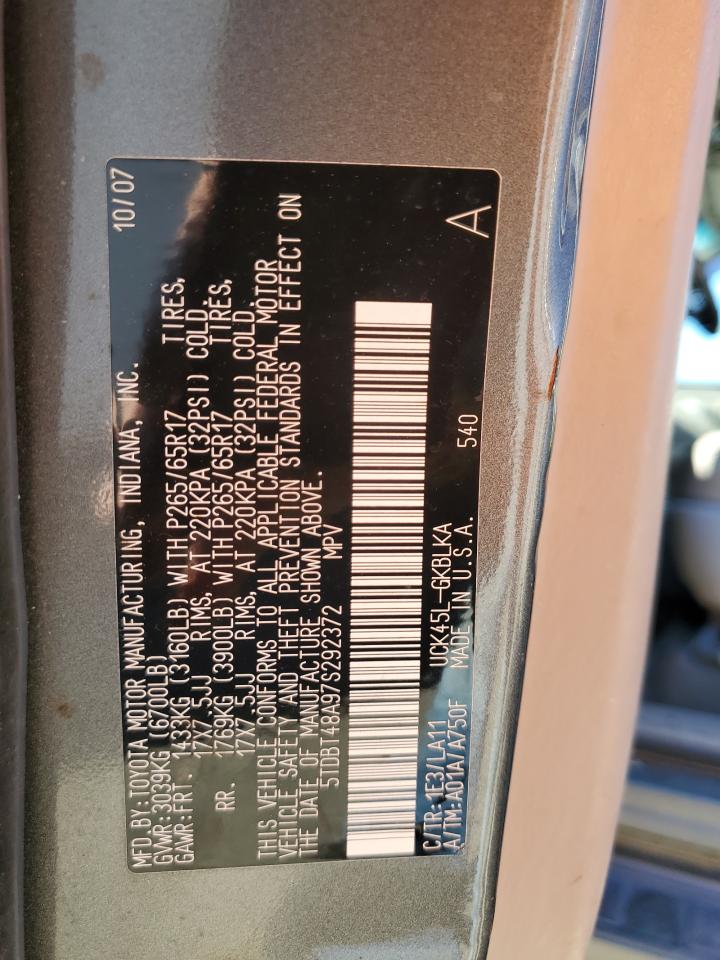 MFD.BY:TOYOTA MOTOR MANUFACTURING, INDIANA, INC. 10/07
GVWR:3039KG (6700LB)
GAWR:FRT. 1433KG (3160LB) WITH P265/65R17 TIRES,
17X7.5JJ RIMS, AT 220KPA (32PSI) COLD.
RR. 1769KG (3900LB) WITH P265/65R17 TIRES,
17X7.5JJ RIMS, AT 220KPA (32PSI) COLD.
THIS VEHICLE CONFORMS TO ALL APPLICABLE FEDERAL MOTOR
VEHICLE SAFETY AND THEFT PREVENTION STANDARDS IN EFFECT ON
THE DATE OF MANUFACTURE SHOWN ABOVE.
5TDBT48A97S292372 MPV
C/TR:1E3/LA11 UCK45L-GKBLKA
A/TM:A01A/A750F MADE IN U.S.A. 540 A